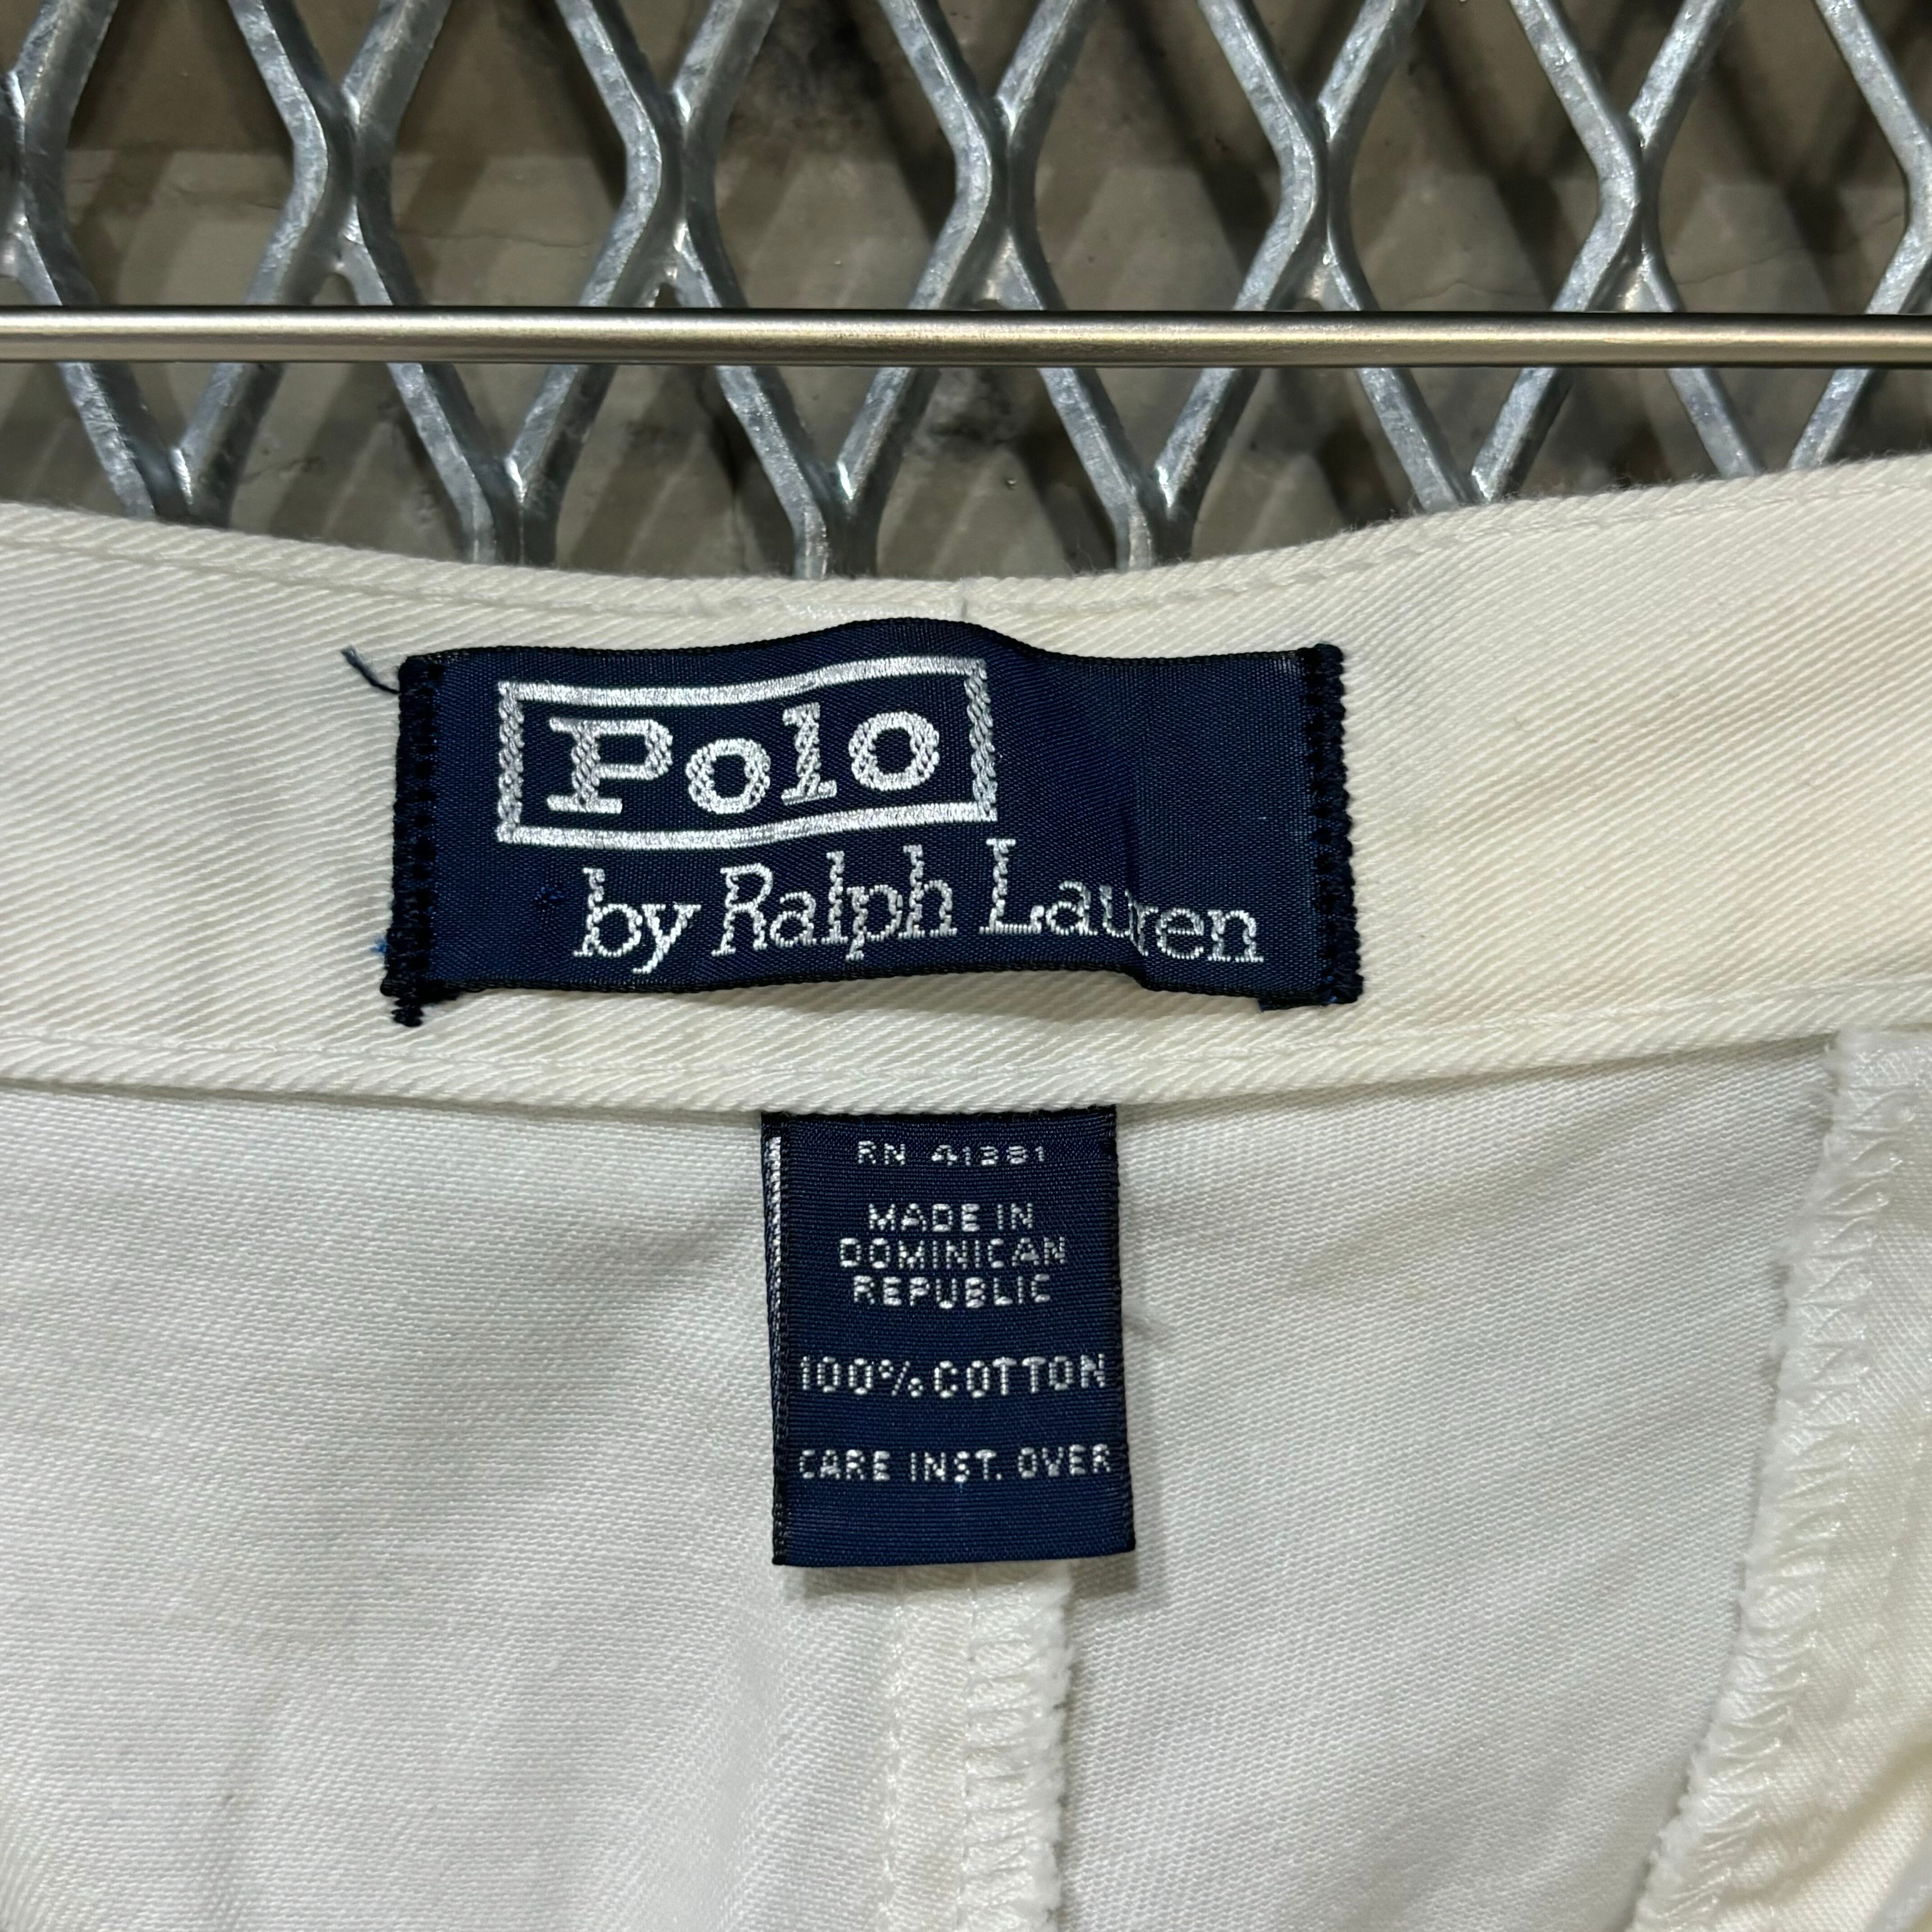 Polo
by Ralph Lauren
RN 41381
MADE IN
DOMINICAN
REPUBLIC
100% COTTON
CARE INST. OVER